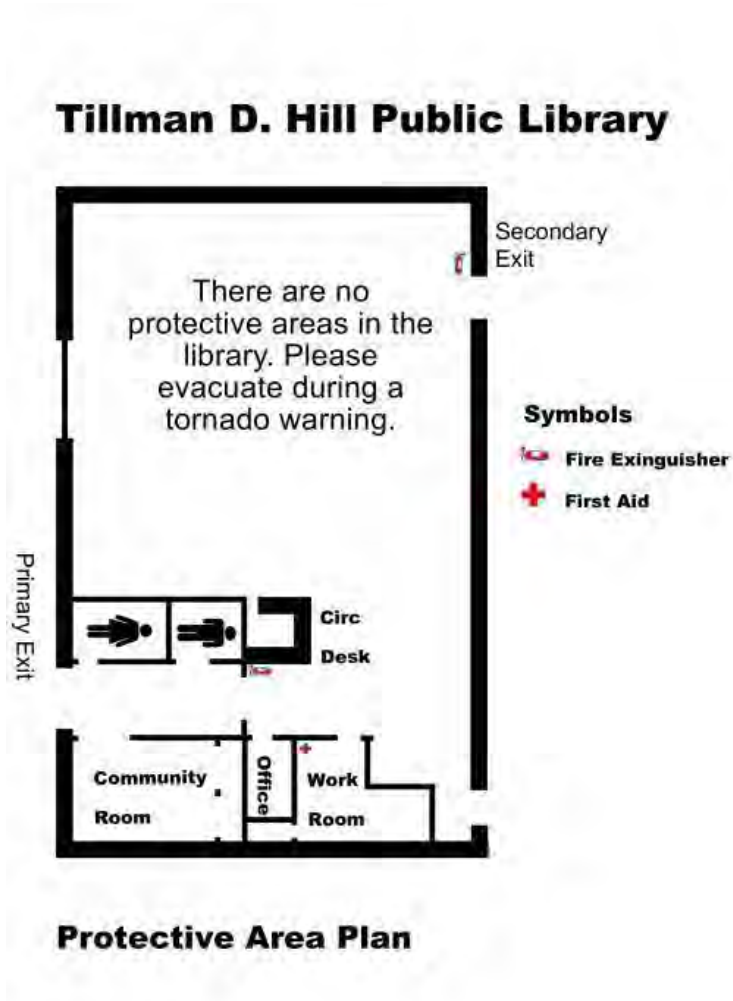 Tillman D. Hill Public Library
Secondary
Exit
There are no
protective areas in the
library. Please
evacuate during a
tornado warning.
Symbols
Fire Exinguisher
First Aid
Primary Exit
Circ
Desk
Community
Room
Office
Work
Room
Protective Area Plan